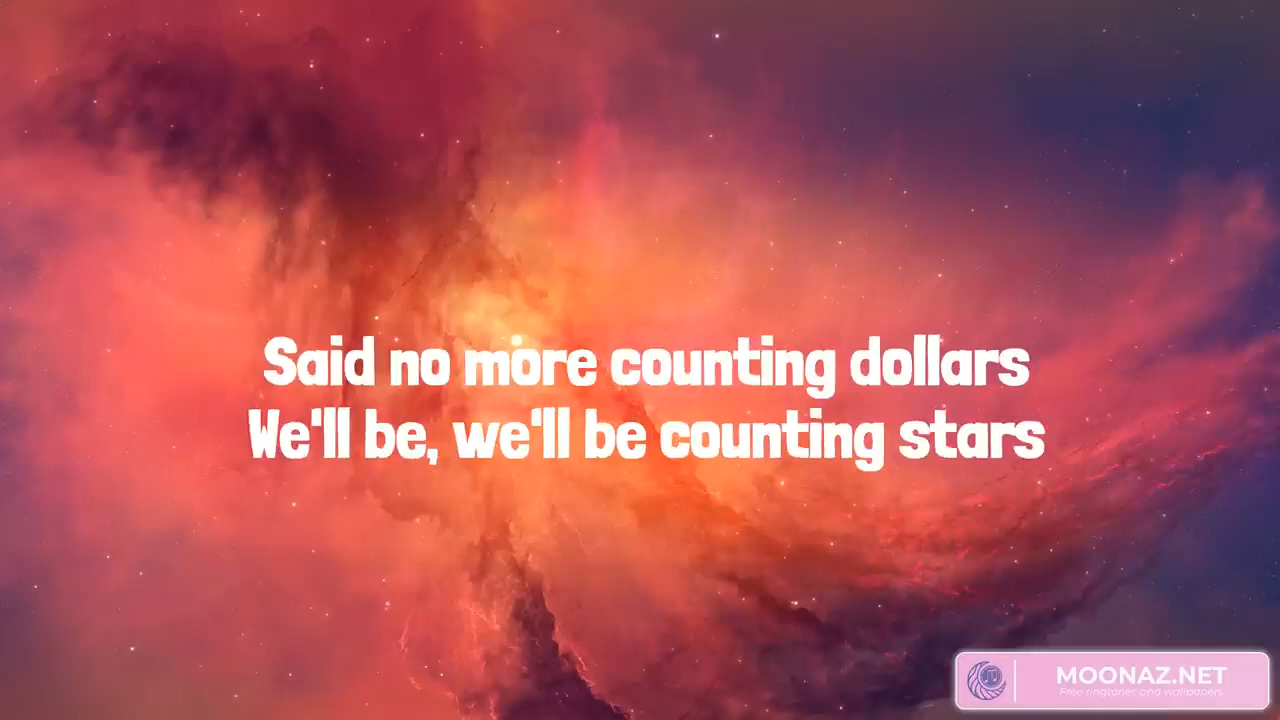 Said no more counting dollars
We'll be, we'll be counting stars
MOONAZ.NET
Free ringtones and wallpapers